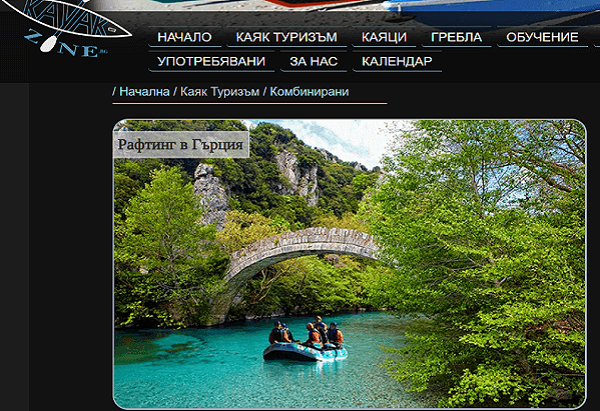 KAYAK
ZONE.BG
НАЧАЛО КАЯК ТУРИЗЪМ КАЯЦИ ГРЕБЛА ОБУЧЕНИЕ
УПОТРЕБЯВАНИ ЗА НАС КАЛЕНДАР
/ Начална / Каяк Туризъм / Комбинирани
Рафтинг в Гърция